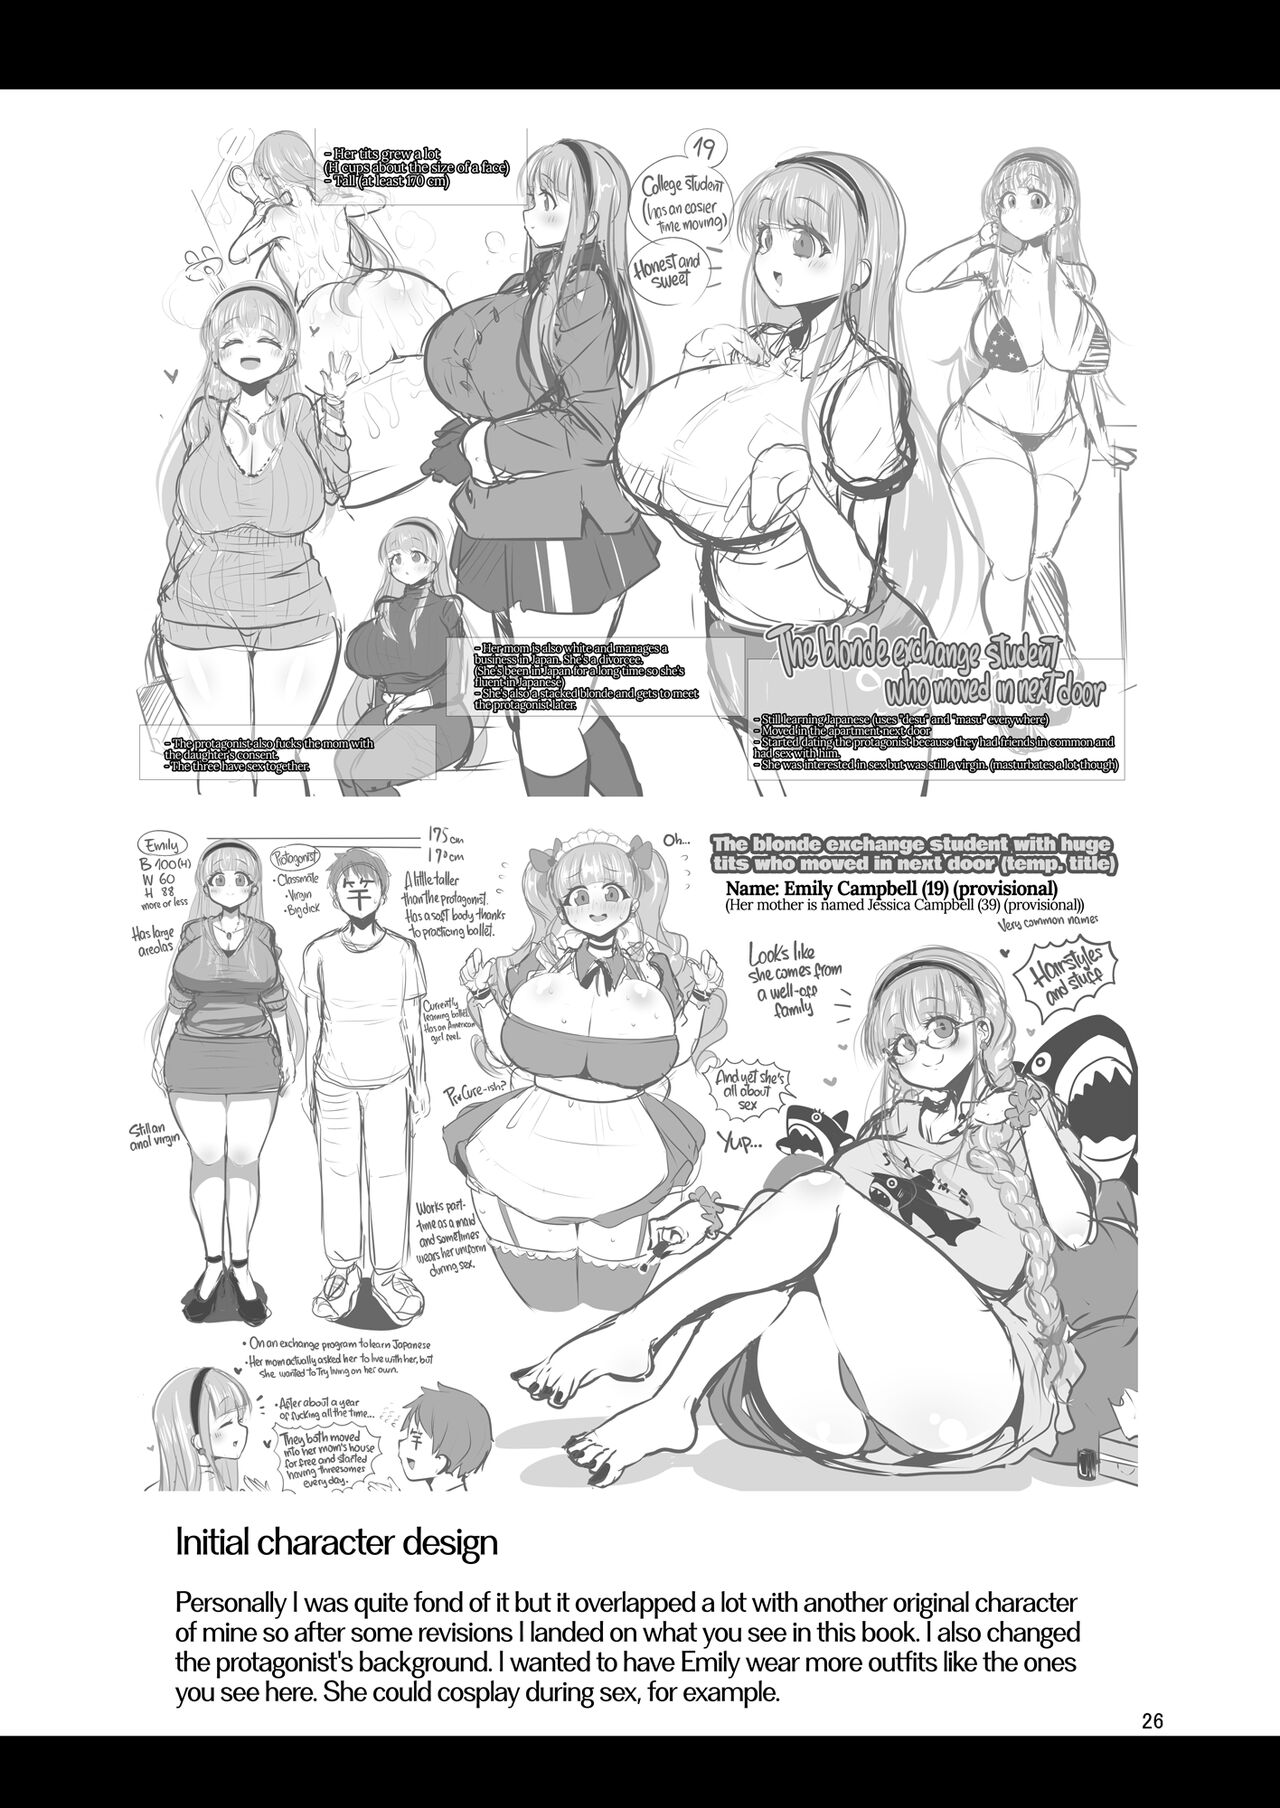 - Her tits grew a lot
(H cups about the size of a face)
- Tall (at least 170 cm)
19
College student
(has an easier
time moving)
Honest and
sweet
The blonde exchange student
who moved in next door
- Her mom is also white and manages a
business in Japan. She's a divorcee.
(She's been in Japan for a long time so she's
fluent in Japanese)
- She's also a stacked blonde and gets to meet
the protagonist later.
- Still learning Japanese (uses "desu" and "masu" everywhere)
- Moved in the apartment next door
- Started dating the protagonist because they had friends in common and
had sex with him.
- She was interested in sex but was still a virgin. (masturbates a lot though)
- The protagonist also fucks the mom with
the daughter's consent.
- The three have sex together.
Emily
B 100 (H)
W 60
H 88
more or less
Has large
areolas
Still an
anal virgin
Protagonist
• Classmate
• Virgin
• Big dick
竿
175cm
170cm
A little taller
than the protagonist.
Has a soft body thanks
to practicing ballet.
Currently
learning ballet.
Has an American
girl feel.
Oh...
PreCure-ish?
Works part-
time as a maid
and sometimes
wears her uniform
during sex.
The blonde exchange student with huge
tits who moved in next door (temp. title)
Name: Emily Campbell (19) (provisional)
(Her mother is named Jessica Campbell (39) (provisional))
Very common names
Looks like
she comes from
a well-off
family
Hairstyles
and stuff
And yet she's
all about
sex
Yup...
• On an exchange program to learn Japanese
• Her mom actually asked her to live with her, but
she wanted to try living on her own.
• After about a year
of fucking all the time...
They both moved
into her mom's house
for free and started
having threesomes
every day.
竿
Initial character design
Personally I was quite fond of it but it overlapped a lot with another original character
of mine so after some revisions I landed on what you see in this book. I also changed
the protagonist's background. I wanted to have Emily wear more outfits like the ones
you see here. She could cosplay during sex, for example.
26